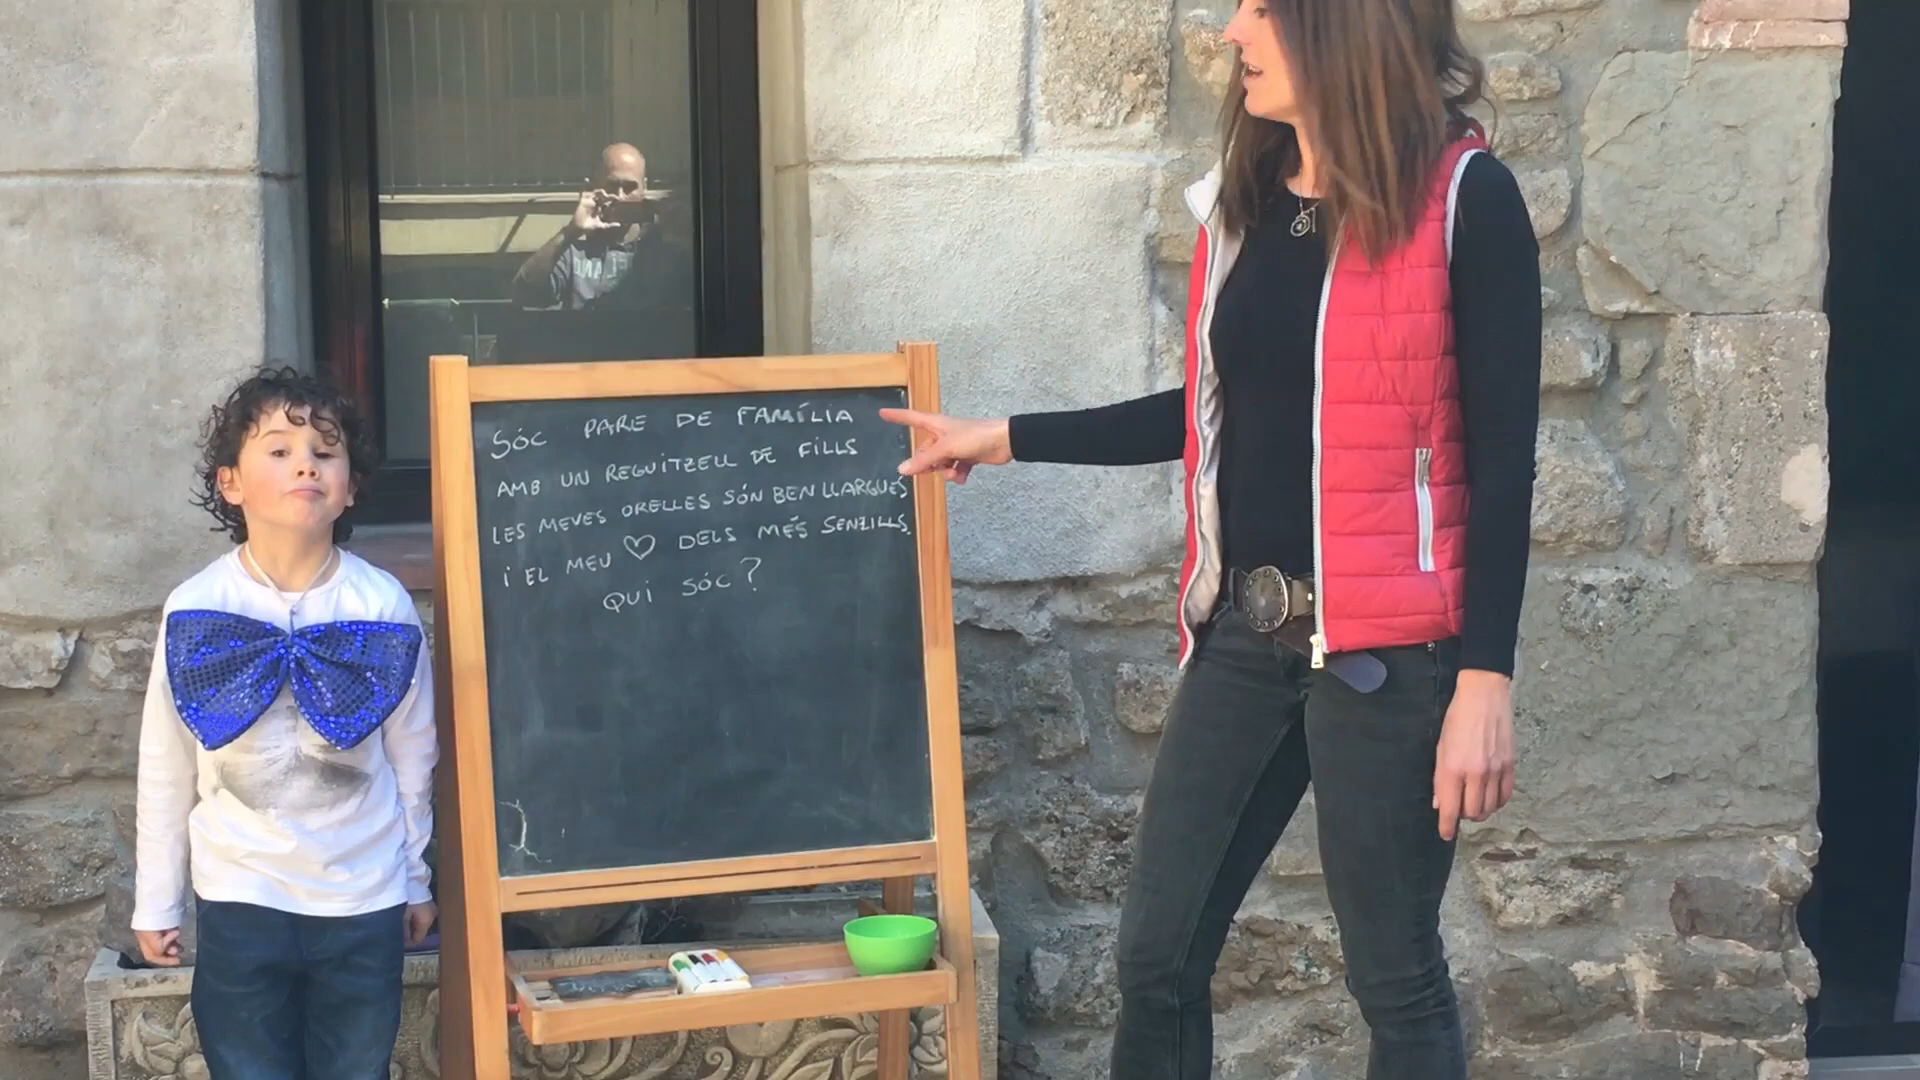 SÓC PARE DE FAMÍLIA
AMB UN REGUITZELL DE FILLS
LES MEVES ORELLES SÓN BEN LLARGUES
I EL MEU ♡ DELS MÉS SENZILLS.
QUI SÓC?